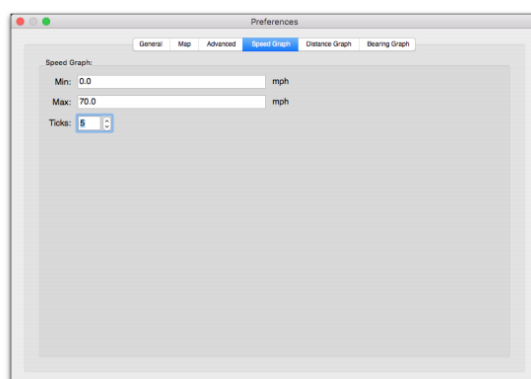 Preferences
General Map Advanced Speed Graph Distance Graph Bearing Graph
Speed Graph:
Min: 0.0 mph
Max: 70.0 mph
Ticks: 5